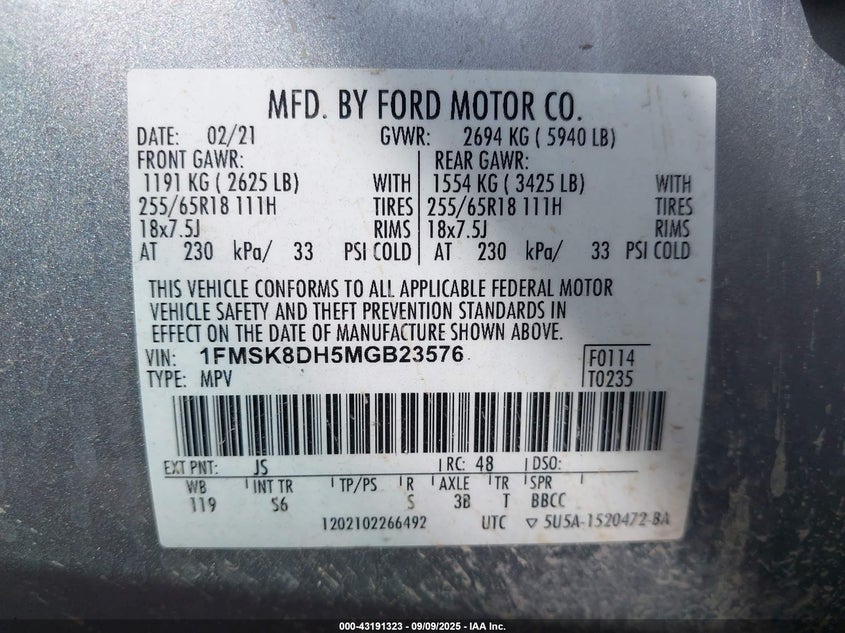 MFD. BY FORD MOTOR CO.
DATE: 02/21 GVWR: 2694 KG ( 5940 LB)
FRONT GAWR: REAR GAWR:
1191 KG ( 2625 LB) WITH 1554 KG ( 3425 LB) WITH
255/65R18 111H TIRES 255/65R18 111H TIRES
18x7.5J RIMS 18x7.5J RIMS
AT 230 kPa/ 33 PSI COLD AT 230 kPa/ 33 PSI COLD
THIS VEHICLE CONFORMS TO ALL APPLICABLE FEDERAL MOTOR
VEHICLE SAFETY AND THEFT PREVENTION STANDARDS IN
EFFECT ON THE DATE OF MANUFACTURE SHOWN ABOVE.
VIN: 1FMSK8DH5MGB23576 F0114
TYPE: MPV T0235
EXT PNT: JS RC: 48 DSO:
WB INT TR TP/PS R AXLE TR SPR
119 S6 S 3B T BBCC
1202102266492 UTC ▽ 5U5A-1520472-BA
000-43191323 - 09/09/2025 - IAA Inc.